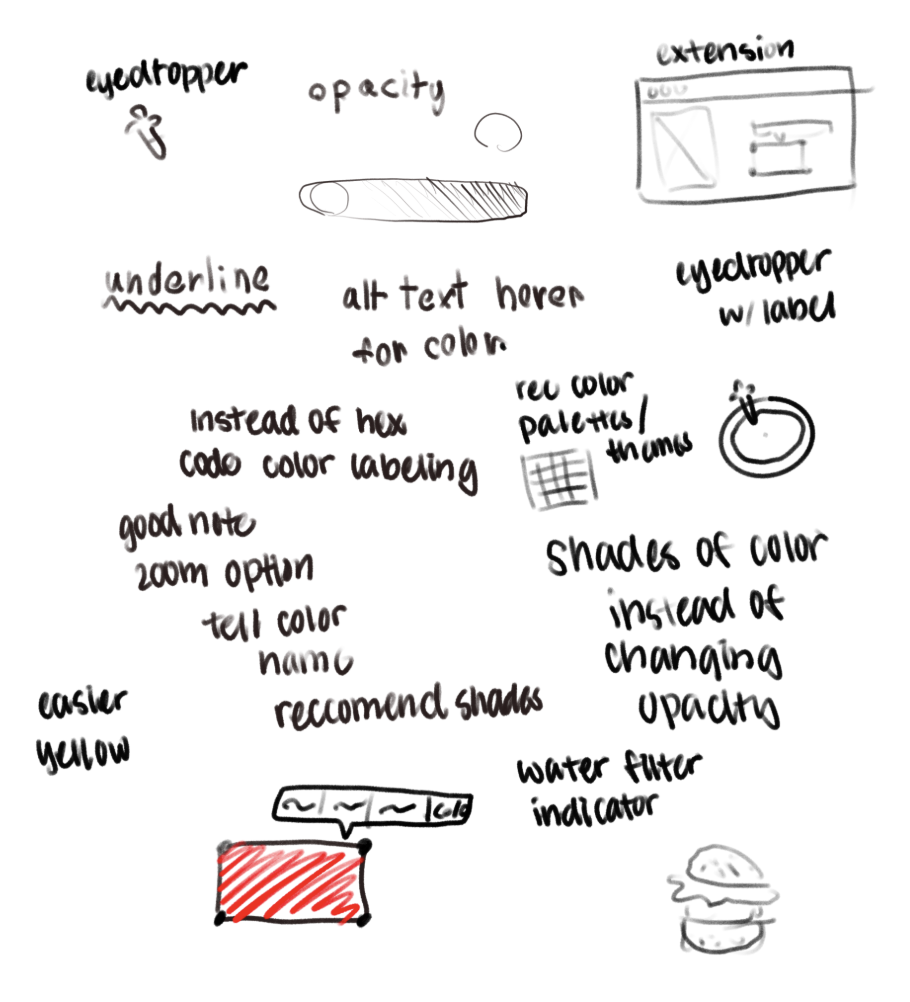 eyedropper
opacity
extension
underline
alt text hover
for color
eyedropper
w/ label
instead of hex
code color labeling
rec color
palettes/
themes
good note
zoom option
tell color
name
reccomend shades
shades of color
instead of
changing
opacity
easier
yellow
water filter
indicator